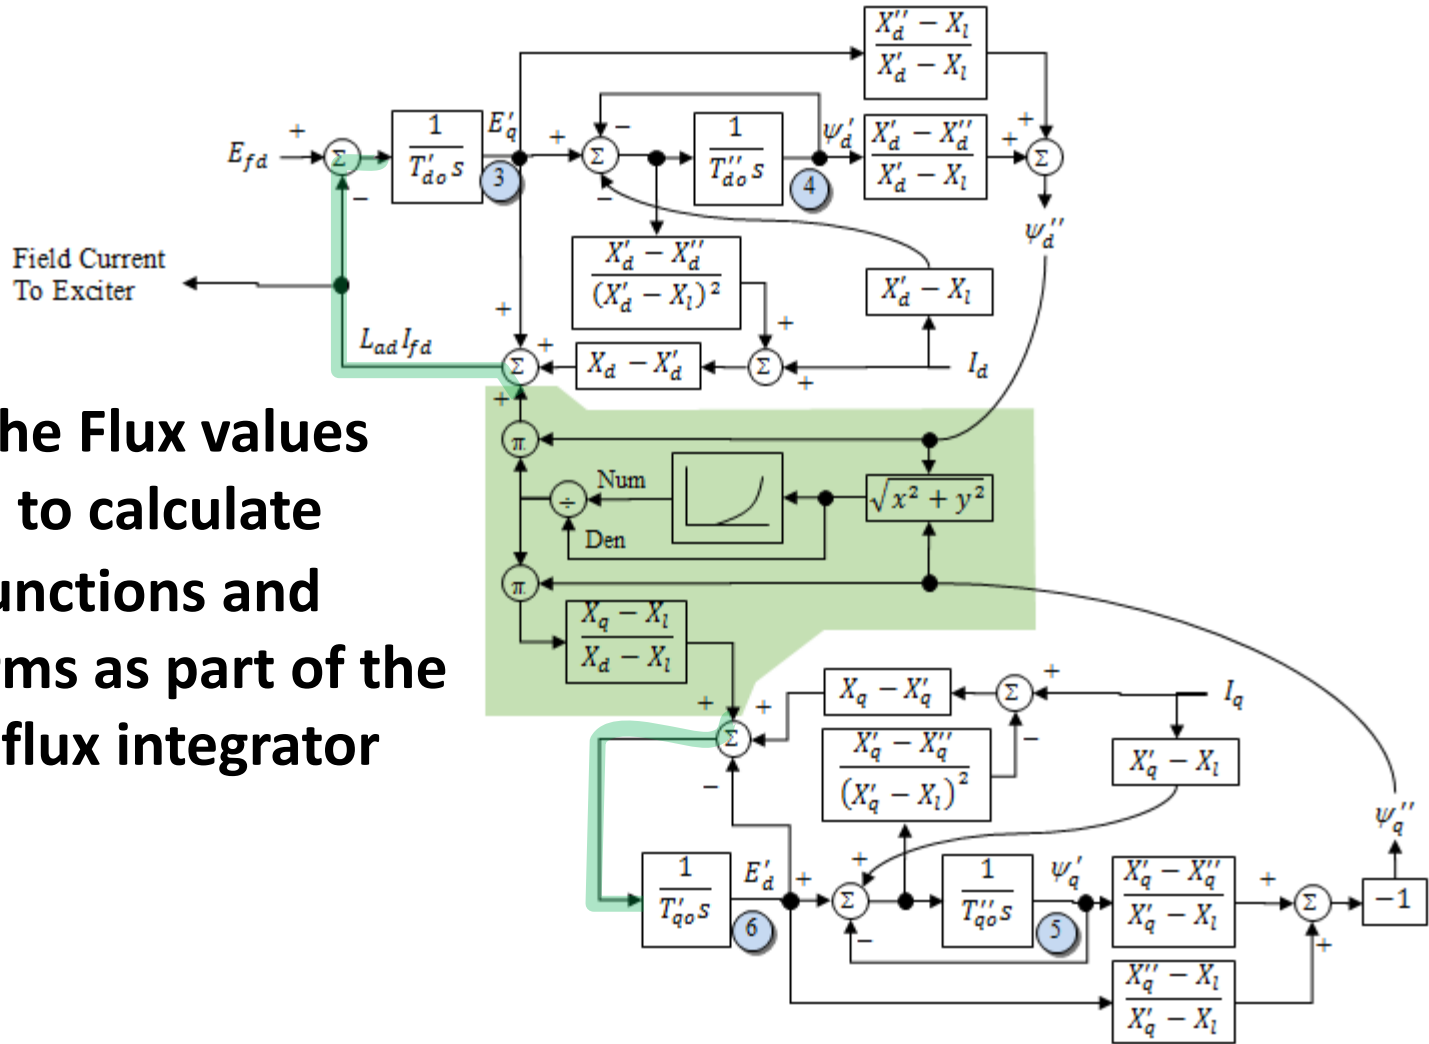 X''_d − X_l
X'_d − X_l
+
E_fd
−
1
T'_do s
E'_q
3
+
−
−
Σ
1
T''_do s
ψ'_d
4
X'_d − X''_d
X'_d − X_l
+
+
Σ
ψ''_d
Σ
Field Current
To Exciter
X'_d − X''_d
(X'_d − X_l)²
X'_d − X_l
+
+
L_ad I_fd
Σ
+
X_d − X'_d
Σ
+
I_d
+
he Flux values
to calculate
unctions and
rms as part of the
flux integrator
π
Num
÷
Den
√x² + y²
π
X_q − X_l
X_d − X_l
+
+
Σ
−
X_q − X'_q
Σ
+
−
I_q
X'_q − X''_q
(X'_q − X_l)²
X'_q − X_l
ψ''_q
1
T'_qo s
E'_d
6
+
+
Σ
−
1
T''_qo s
ψ'_q
5
X'_q − X''_q
X'_q − X_l
+
Σ
+
−1
X''_q − X_l
X'_q − X_l